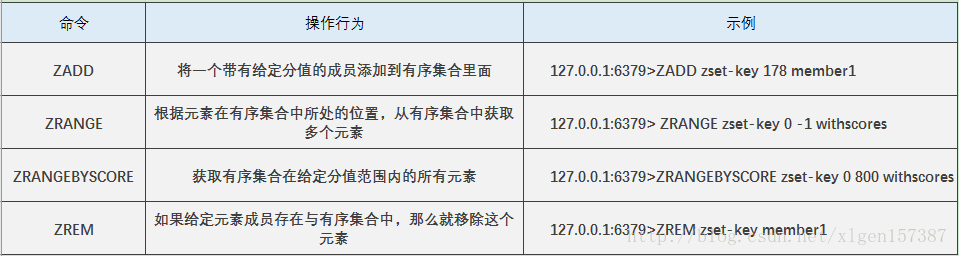 命令 操作行为 示例
ZADD 将一个带有给定分值的成员添加到有序集合里面 127.0.0.1:6379>ZADD zset-key 178 member1
ZRANGE 根据元素在有序集合中所处的位置，从有序集合中获取
多个元素 127.0.0.1:6379> ZRANGE zset-key 0 -1 withscores
ZRANGEBYSCORE 获取有序集合在给定分值范围内的所有元素 127.0.0.1:6379>ZRANGEBYSCORE zset-key 0 800 withscores
ZREM 如果给定元素成员存在与有序集合中，那么就移除这个
元素 127.0.0.1:6379>ZREM zset-key member1
http://blog.csdn.net/xlgen157387